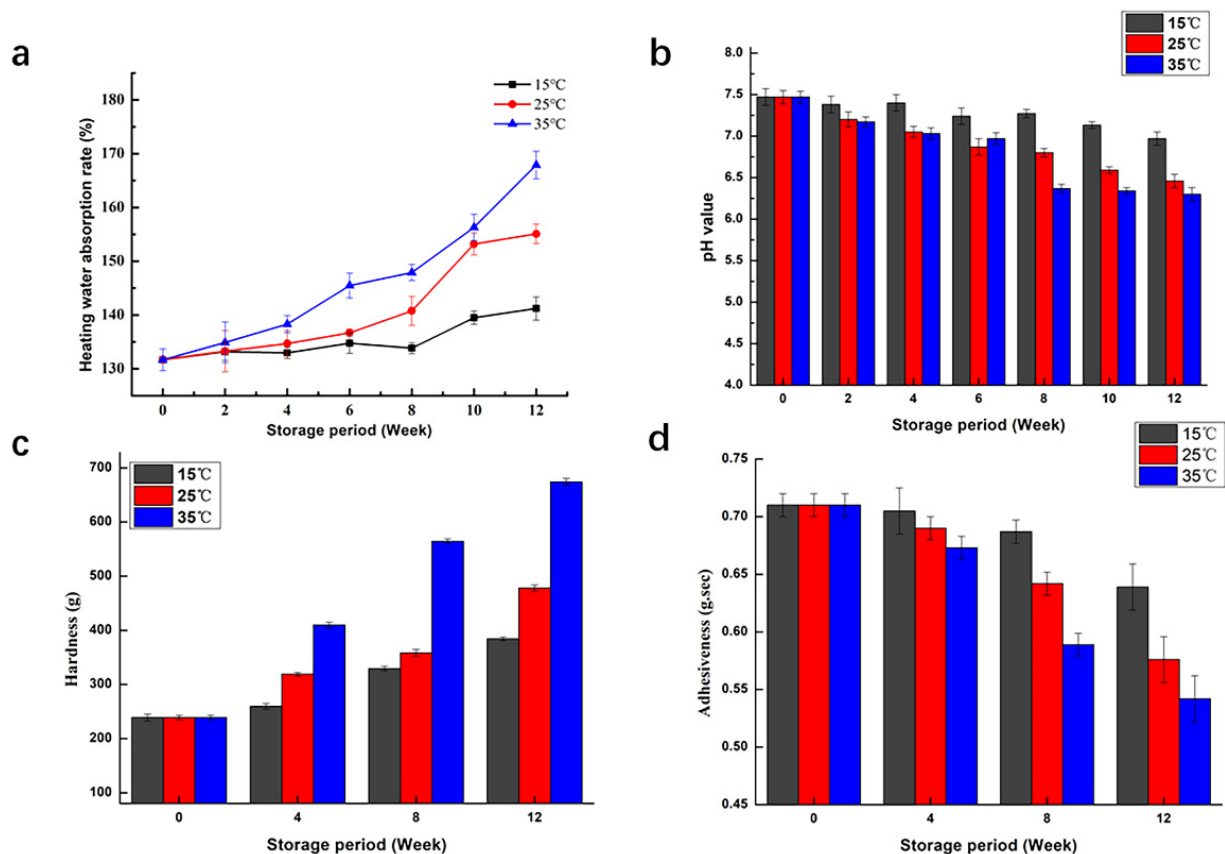 a
15℃
25℃
35℃
Heating water absorption rate (%)
180
170
160
150
140
130
0 2 4 6 8 10 12
Storage period (Week)
b
15℃
25℃
35℃
pH value
8.0
7.5
7.0
6.5
6.0
5.5
5.0
4.5
4.0
0 2 4 6 8 10 12
Storage period (Week)
c
15℃
25℃
35℃
Hardness (g)
700
600
500
400
300
200
100
0 4 8 12
Storage period (Week)
d
15℃
25℃
35℃
Adhesiveness (g.sec)
0.75
0.70
0.65
0.60
0.55
0.50
0.45
0 4 8 12
Storage period (Week)